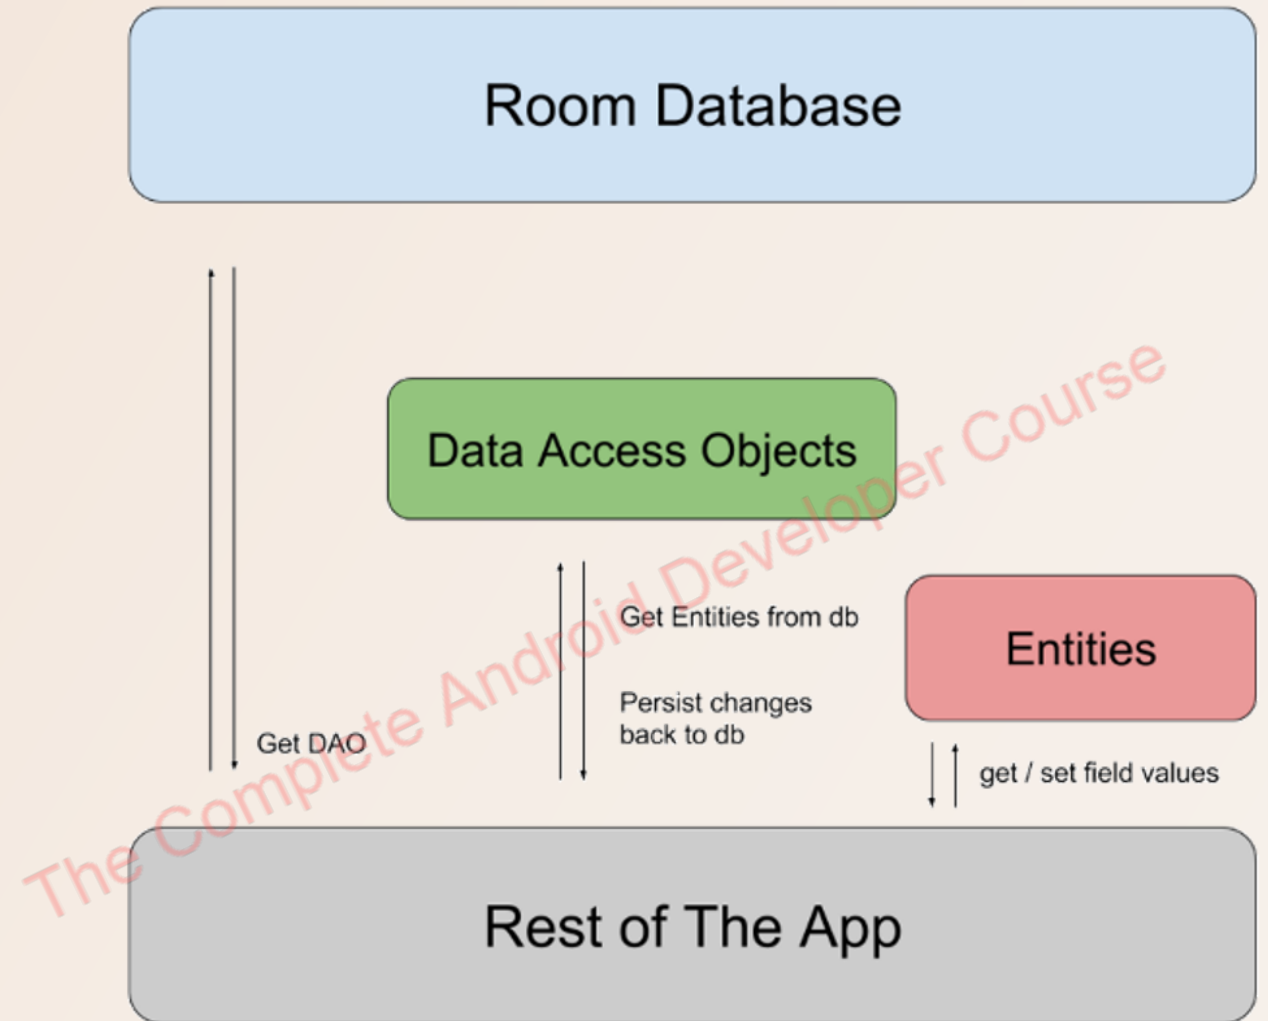 Room Database
Data Access Objects
Get Entities from db
Persist changes
back to db
Entities
Get DAO
get / set field values
Rest of The App
The Complete Android Developer Course